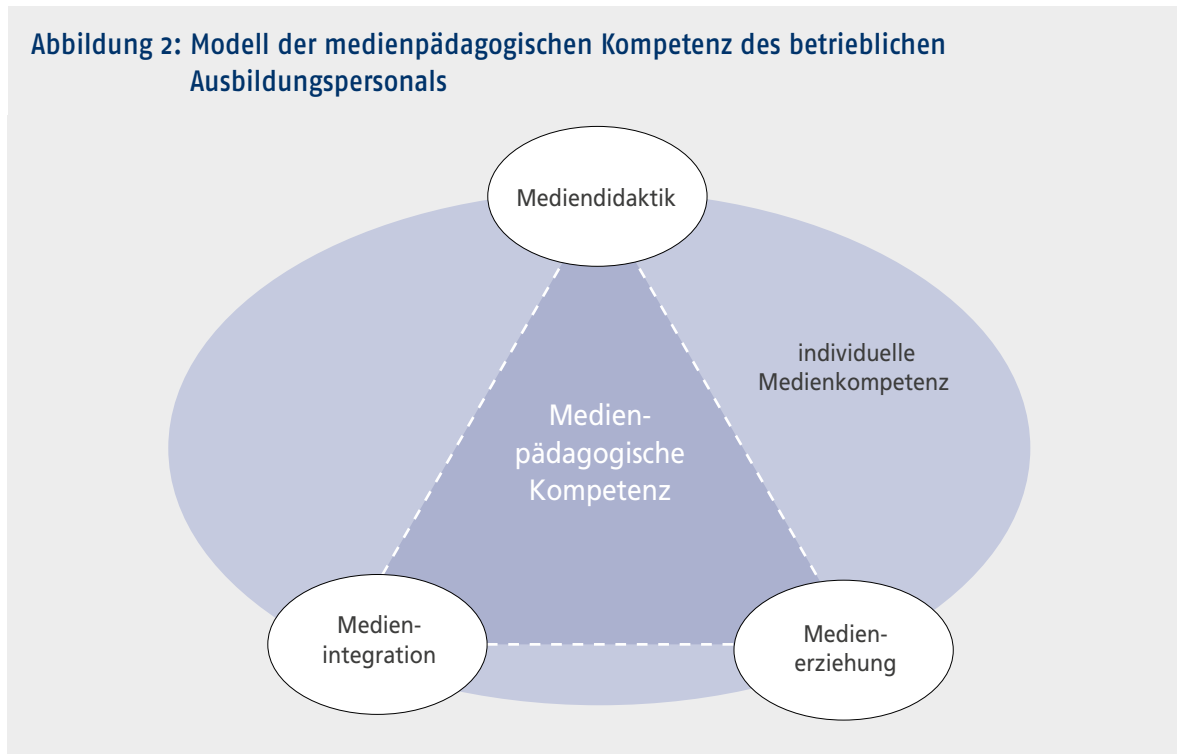 Abbildung 2: Modell der medienpädagogischen Kompetenz des betrieblichen
Ausbildungspersonals
Mediendidaktik
individuelle
Medienkompetenz
Medien-
pädagogische
Kompetenz
Medien-
integration
Medien-
erziehung